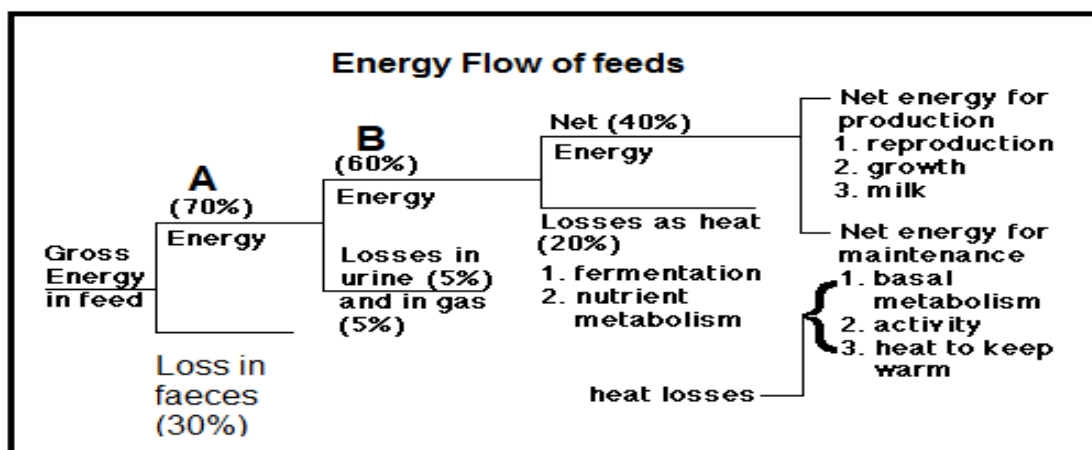 Energy Flow of feeds
Gross
Energy
in feed
A
(70%)
Energy
Loss in
faeces
(30%)
B
(60%)
Energy
Losses in
urine (5%)
and in gas
(5%)
Net (40%)
Energy
Losses as heat
(20%)
1. fermentation
2. nutrient
metabolism
Net energy for
production
1. reproduction
2. growth
3. milk
Net energy for
maintenance
1. basal
metabolism
2. activity
3. heat to keep
warm
heat losses